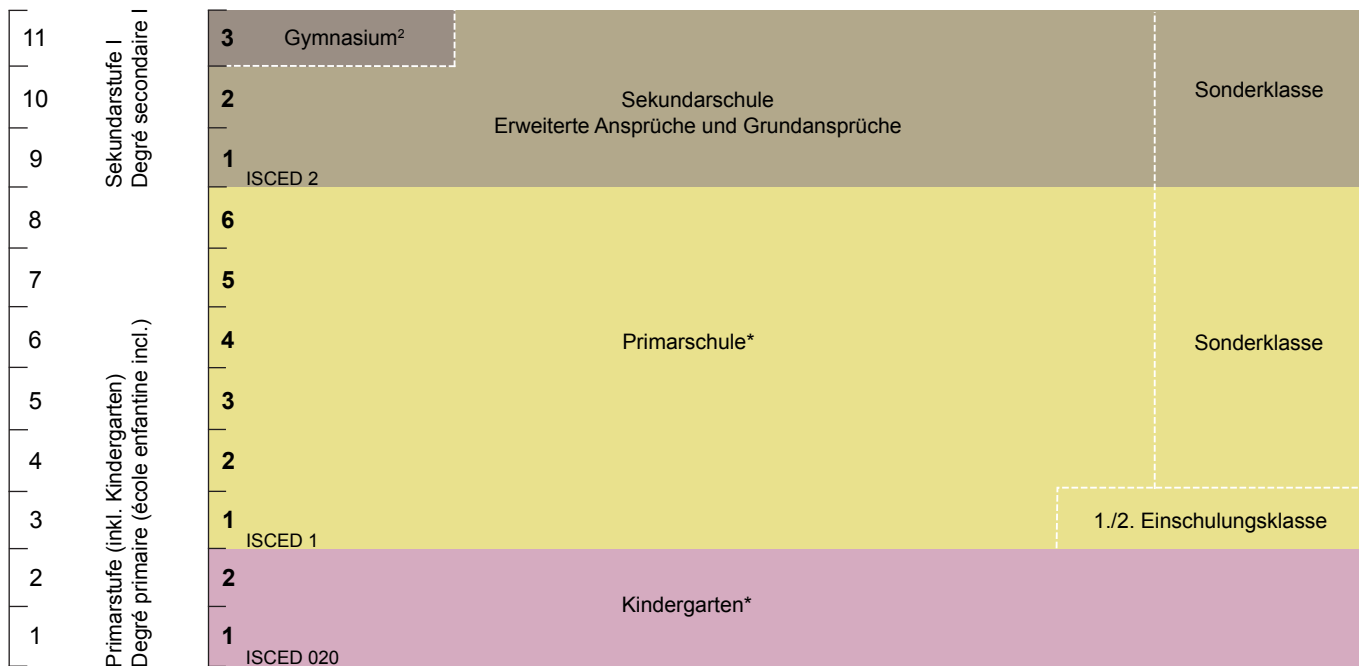 11
10
9
8
7
6
5
4
3
2
1
Sekundarstufe I
Degré secondaire I
Primarstufe (inkl. Kindergarten)
Degré primaire (école enfantine incl.)
3
Gymnasium²
2
Sekundarschule
Erweiterte Ansprüche und Grundansprüche
Sonderklasse
1
ISCED 2
6
5
4
Primarschule*
Sonderklasse
3
2
1
1./2. Einschulungsklasse
ISCED 1
2
Kindergarten*
1
ISCED 020